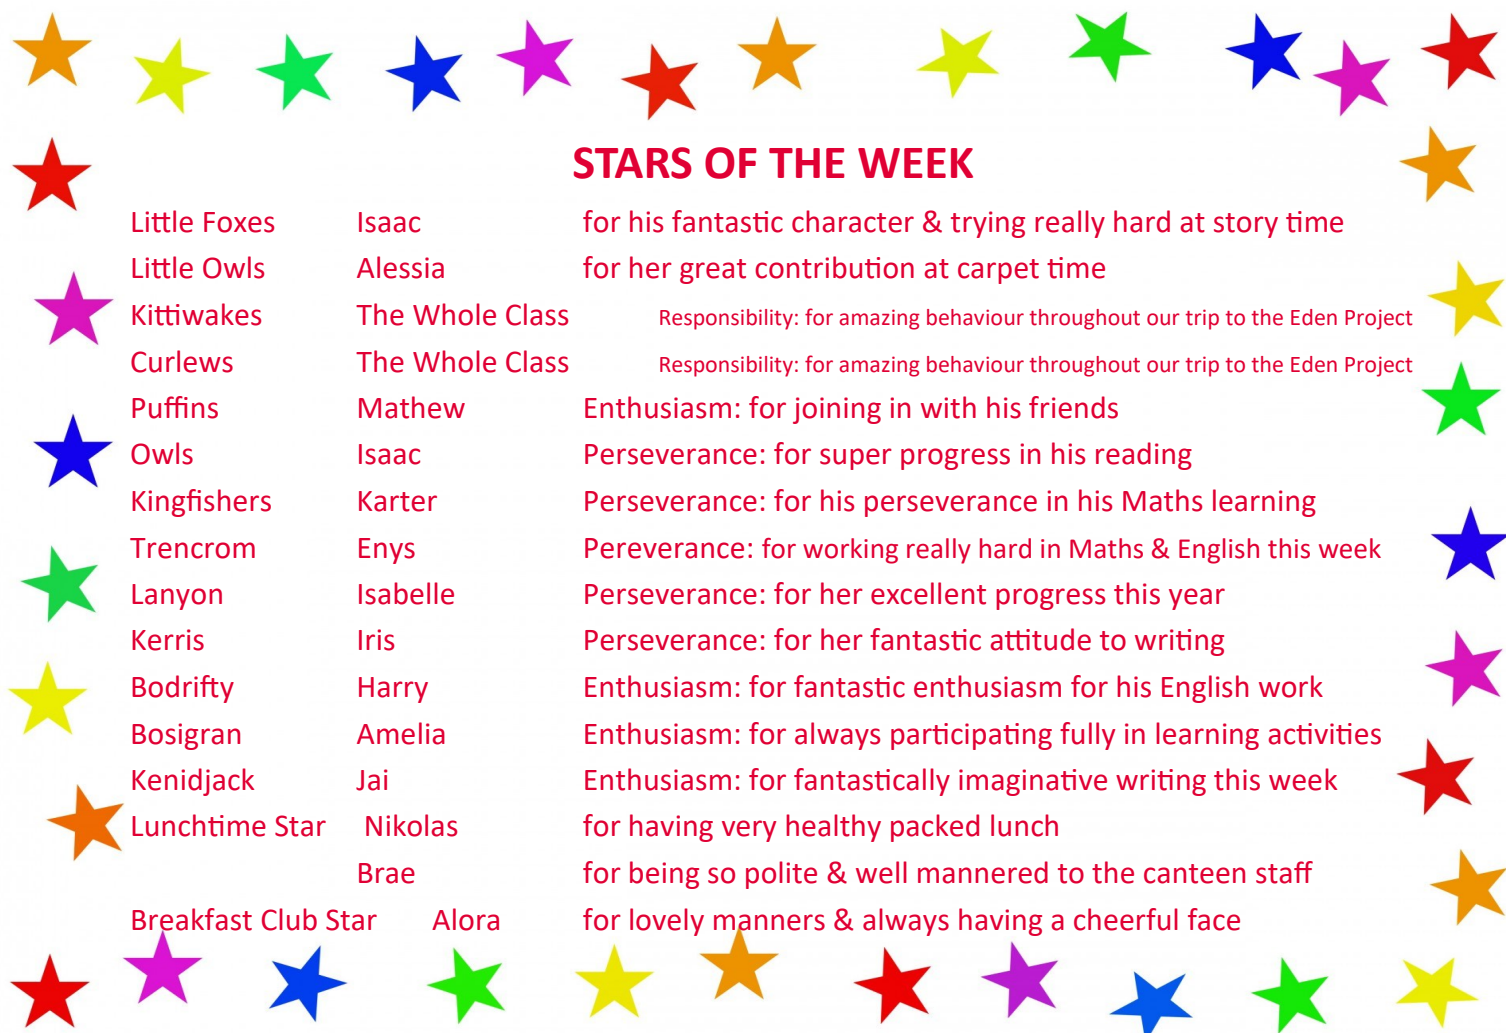 STARS OF THE WEEK
Little Foxes Isaac for his fantastic character & trying really hard at story time
Little Owls Alessia for her great contribution at carpet time
Kittiwakes The Whole Class Responsibility: for amazing behaviour throughout our trip to the Eden Project
Curlews The Whole Class Responsibility: for amazing behaviour throughout our trip to the Eden Project
Puffins Mathew Enthusiasm: for joining in with his friends
Owls Isaac Perseverance: for super progress in his reading
Kingfishers Karter Perseverance: for his perseverance in his Maths learning
Trencrom Enys Pereverance: for working really hard in Maths & English this week
Lanyon Isabelle Perseverance: for her excellent progress this year
Kerris Iris Perseverance: for her fantastic attitude to writing
Bodrifty Harry Enthusiasm: for fantastic enthusiasm for his English work
Bosigran Amelia Enthusiasm: for always participating fully in learning activities
Kenidjack Jai Enthusiasm: for fantastically imaginative writing this week
Lunchtime Star Nikolas for having very healthy packed lunch
Brae for being so polite & well mannered to the canteen staff
Breakfast Club Star Alora for lovely manners & always having a cheerful face